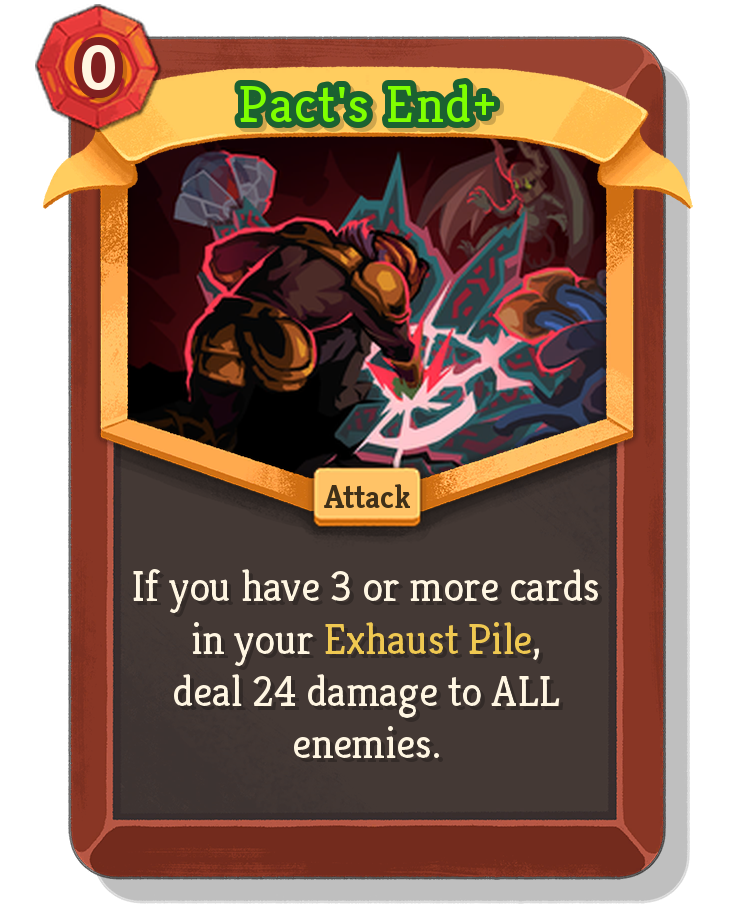 0
Pact's End+
Attack
If you have 3 or more cards
in your Exhaust Pile,
deal 24 damage to ALL
enemies.